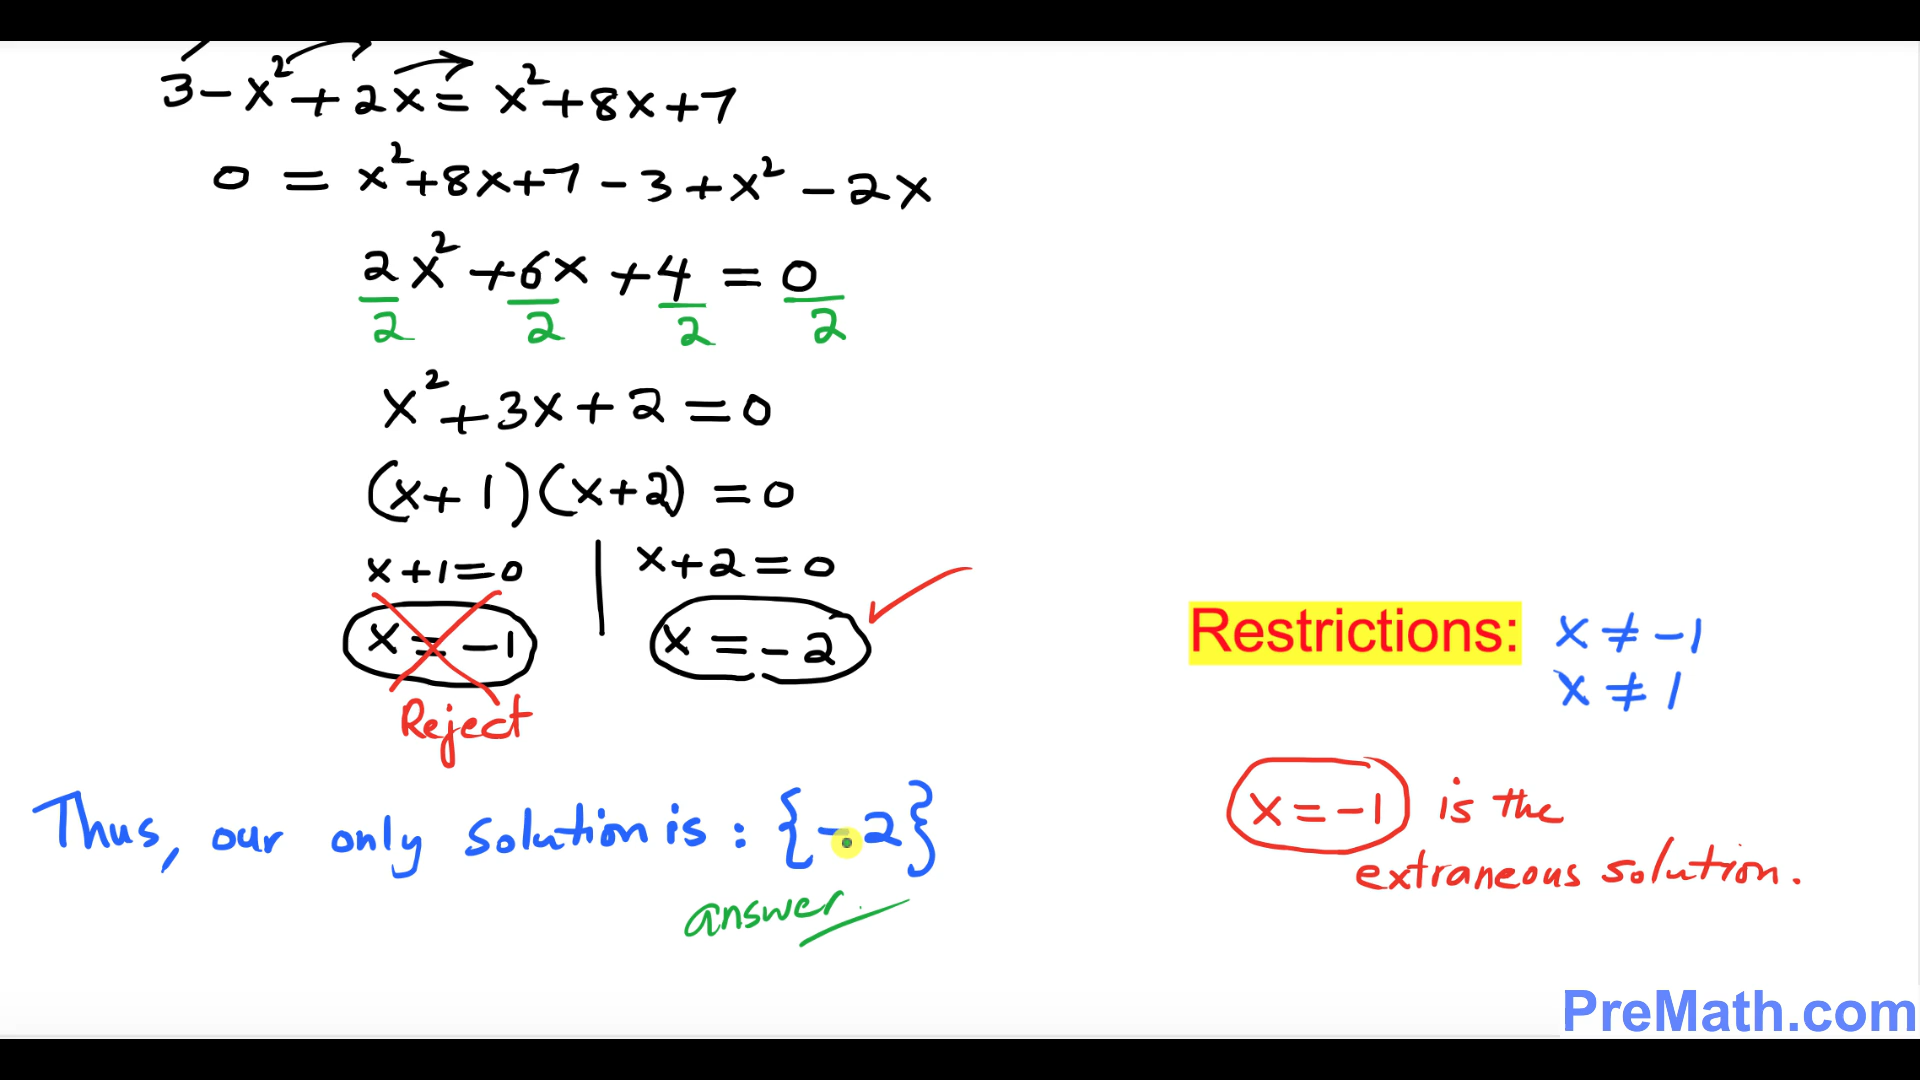 3 - x² + 2x = x² + 8x + 7
0 = x² + 8x + 7 - 3 + x² - 2x
2x² + 6x + 4 = 0
2 2 2 2
x² + 3x + 2 = 0
(x + 1)(x + 2) = 0
x + 1 = 0 | x + 2 = 0
x = -1 x = -2
Reject
Restrictions: x ≠ -1
x ≠ 1
x = -1 is the
extraneous solution.
Thus, our only solution is: {-2}
answer.
PreMath.com